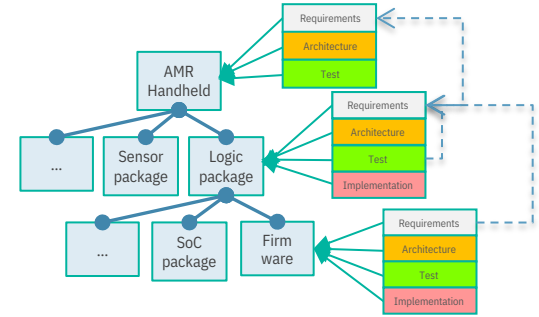 Requirements
Architecture
Test
AMR
Handheld
Requirements
Architecture
Test
Implementation
...
Sensor
package
Logic
package
Requirements
Architecture
Test
Implementation
...
SoC
package
Firm
ware